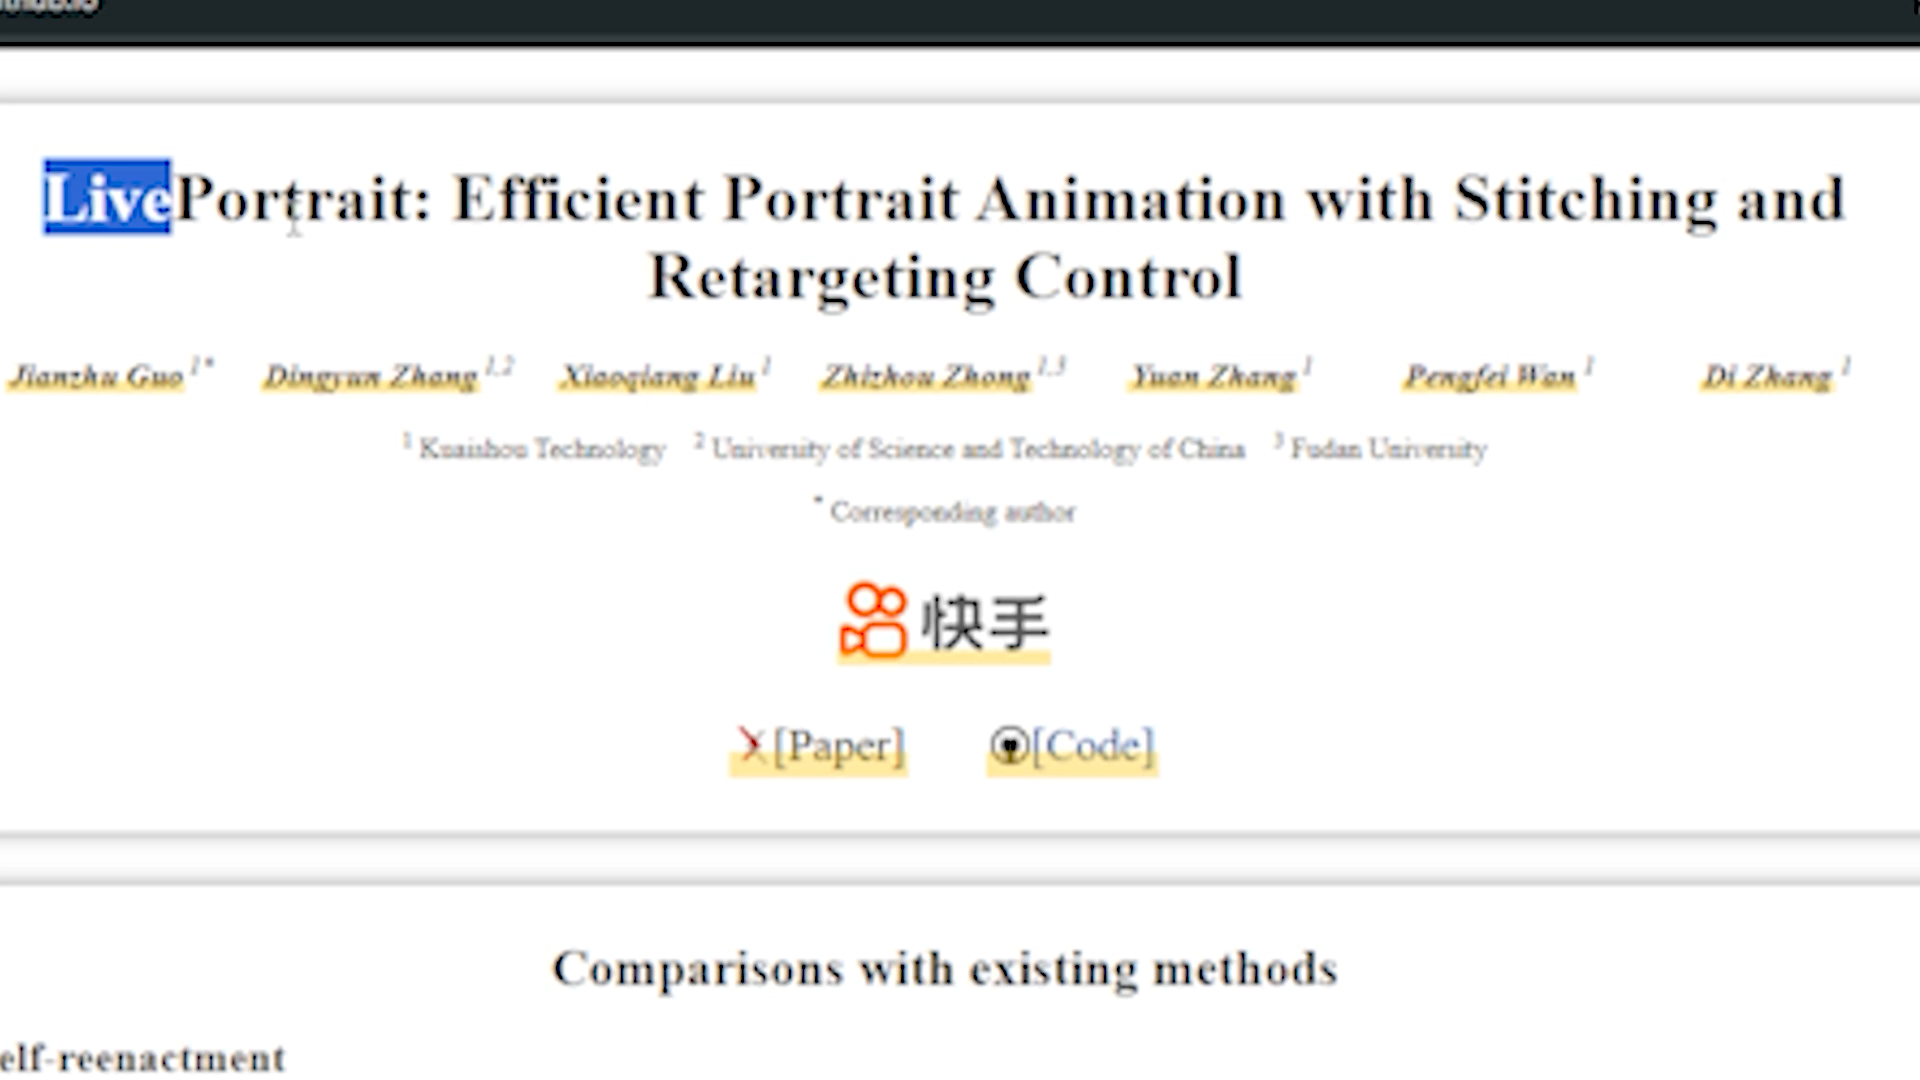 LivePortrait: Efficient Portrait Animation with Stitching and
Retargeting Control
Jianzhu Guo 1* Dingyun Zhang 1,2 Xiaoqiang Liu 1 Zhizhou Zhong 1,3 Yuan Zhang 1 Pengfei Wan 1 Di Zhang 1
1 Kuaishou Technology 2 University of Science and Technology of China 3 Fudan University
* Corresponding author
快手
[Paper] [Code]
Comparisons with existing methods
elf-reenactment